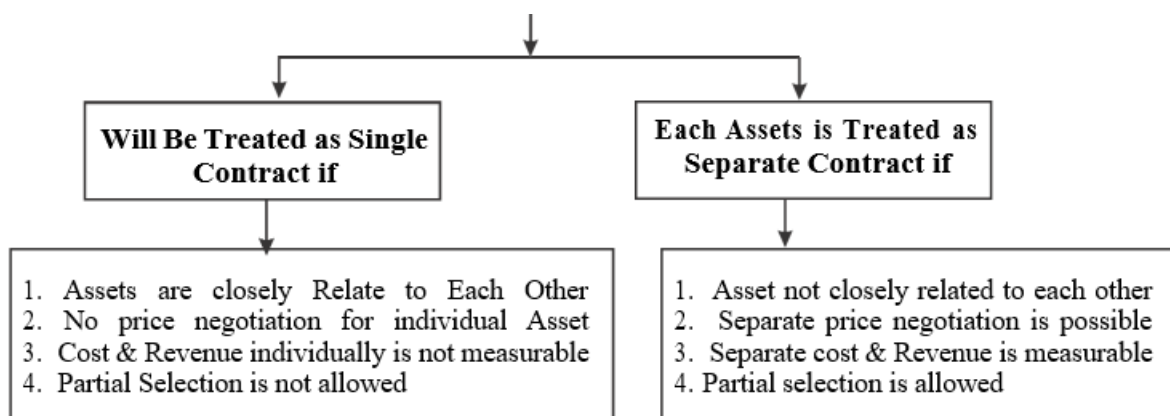 Will Be Treated as Single
Contract if
Each Assets is Treated as
Separate Contract if
1. Assets are closely Relate to Each Other
2. No price negotiation for individual Asset
3. Cost & Revenue individually is not measurable
4. Partial Selection is not allowed
1. Asset not closely related to each other
2. Separate price negotiation is possible
3. Separate cost & Revenue is measurable
4. Partial selection is allowed